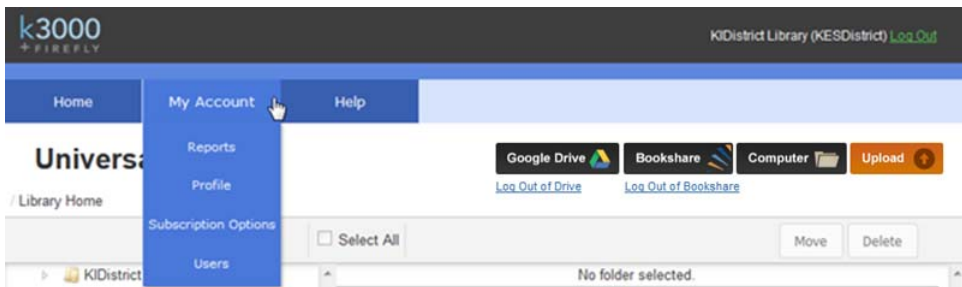 k3000
+FIREFLY
KIDistrict Library (KESDistrict) Log Out
Home My Account Help
Reports
Profile
Subscription Options
Users
Universa
Google Drive Bookshare Computer Upload
Log Out of Drive Log Out of Bookshare
/ Library Home
Select All Move Delete
KIDistrict No folder selected.